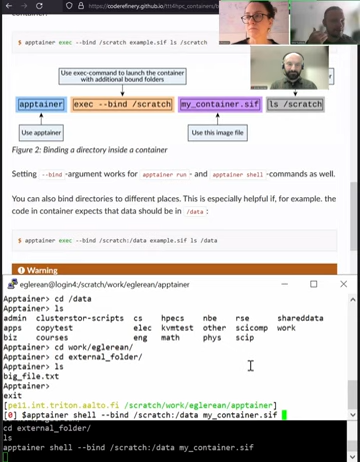 https://coderefinery.github.io/ttt4hpc_containers/b
container.
$ apptainer exec --bind /scratch example.sif ls /scratch
Use exec-command to launch the container
with additional bound folders
apptainer
exec --bind /scratch
my_container.sif
ls /scratch
Use apptainer
Use this image file
Figure 2: Binding a directory inside a container
Setting --bind -argument works for apptainer run - and apptainer shell -commands as well.
You can also bind directories to different places. This is especially helpful if, for example. the
code in container expects that data should be in /data :
$ apptainer exec --bind /scratch:/data example.sif ls /data
Warning
eglerean@login4:/scratch/work/eglerean/apptainer
Apptainer> cd /data
Apptainer> ls
admin clusterstor-scripts cs hpecs nbe rse shareddata
apps copytest elec kvmtest other scicomp work
biz courses eng math phys scip
Apptainer> cd work/eglerean/
Apptainer> cd external_folder/
Apptainer> ls
big_file.txt
Apptainer>
exit
[pe11.int.triton.aalto.fi /scratch/work/eglerean/apptainer]
[0] $apptainer shell --bind /scratch:/data my_container.sif
cd external_folder/
ls
apptainer shell --bind /scratch:/data my_container.sif